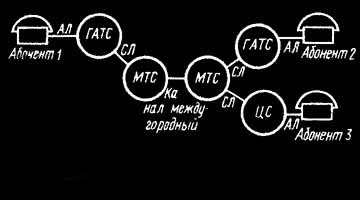 АЛ
ГАТС
Абонент 1
СЛ
МТС
Ка
нал между-
городный
МТС
СЛ
ГАТС
АЛ
Абонент 2
СЛ
ЦС
АЛ
Абонент 3